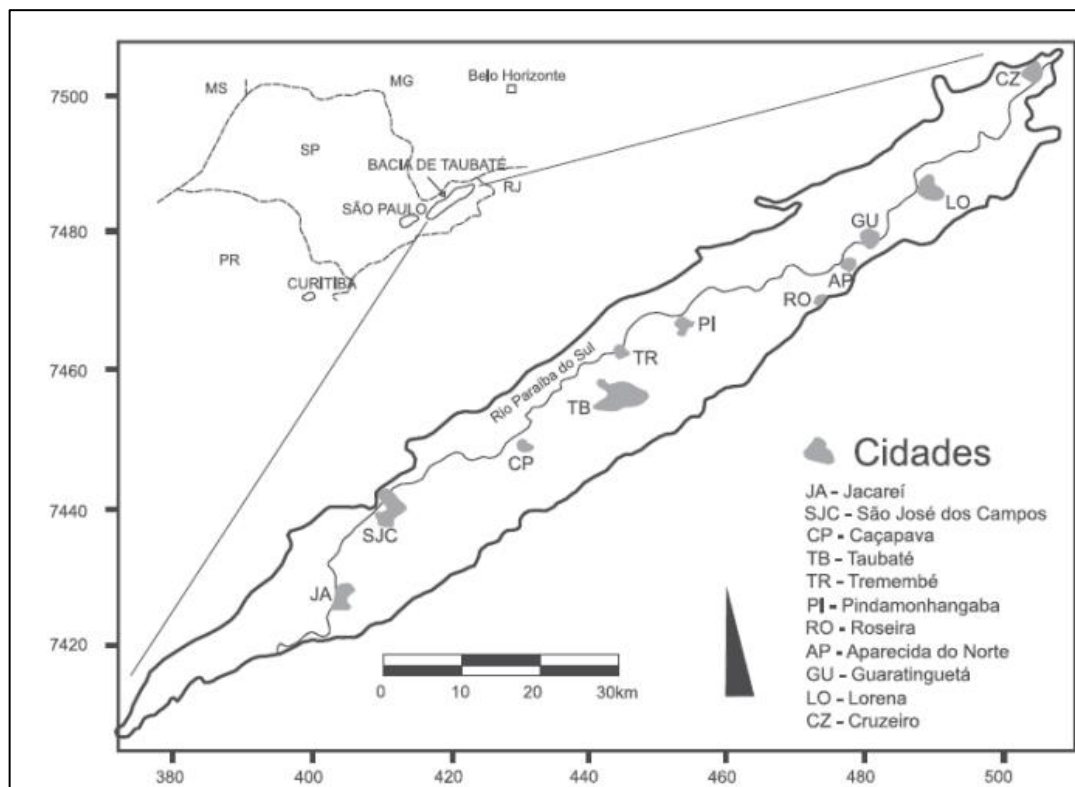 MS
MG
Belo Horizonte
SP
BACIA DE TAUBATÉ
RJ
SÃO PAULO
PR
CURITIBA
7500
7480
7460
7440
7420
CZ
LO
GU
AP
RO
PI
TR
Rio Paraíba do Sul
TB
CP
SJC
JA
Cidades
JA - Jacareí
SJC - São José dos Campos
CP - Caçapava
TB - Taubaté
TR - Tremembé
PI - Pindamonhangaba
RO - Roseira
AP - Aparecida do Norte
GU - Guaratinguetá
LO - Lorena
CZ - Cruzeiro
0 10 20 30km
380 400 420 440 460 480 500